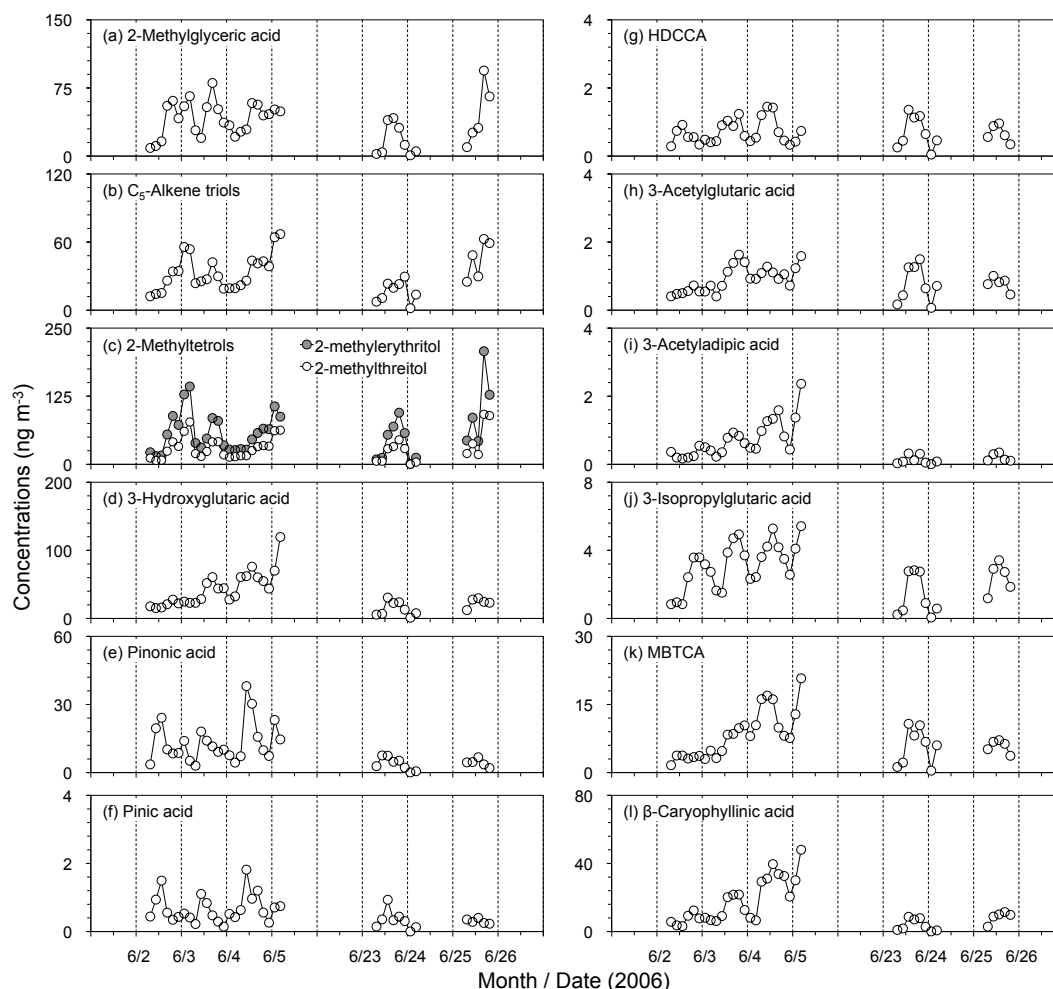 Concentrations (ng m-3)
(a) 2-Methylglyceric acid
150
75
0
(b) C5-Alkene triols
120
60
0
(c) 2-Methyltetrols
2-methylerythritol
2-methylthreitol
250
125
0
(d) 3-Hydroxyglutaric acid
200
100
0
(e) Pinonic acid
60
30
0
(f) Pinic acid
4
2
0
6/2 6/3 6/4 6/5 6/23 6/24 6/25 6/26
(g) HDCCA
4
2
0
(h) 3-Acetylglutaric acid
4
2
0
(i) 3-Acetyladipic acid
4
2
0
(j) 3-Isopropylglutaric acid
8
4
0
(k) MBTCA
30
15
0
(l) β-Caryophyllinic acid
80
40
0
6/2 6/3 6/4 6/5 6/23 6/24 6/25 6/26
Month / Date (2006)